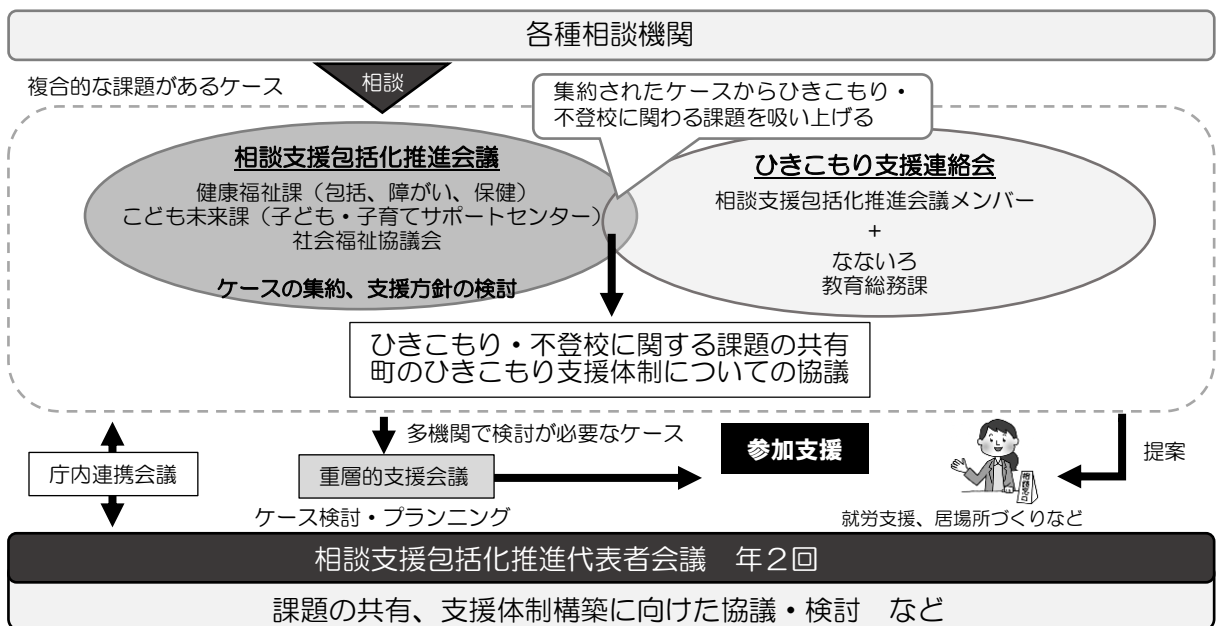 各種相談機関
複合的な課題があるケース
相談
集約されたケースからひきこもり・
不登校に関わる課題を吸い上げる
相談支援包括化推進会議
健康福祉課（包括、障がい、保健）
こども未来課（子ども・子育てサポートセンター）
社会福祉協議会
ケースの集約、支援方針の検討
ひきこもり支援連絡会
相談支援包括化推進会議メンバー
+
なないろ
教育総務課
ひきこもり・不登校に関する課題の共有
町のひきこもり支援体制についての協議
庁内連携会議
多機関で検討が必要なケース
重層的支援会議
ケース検討・プランニング
参加支援
提案
就労支援、居場所づくりなど
相談支援包括化推進代表者会議　年２回
課題の共有、支援体制構築に向けた協議・検討　など